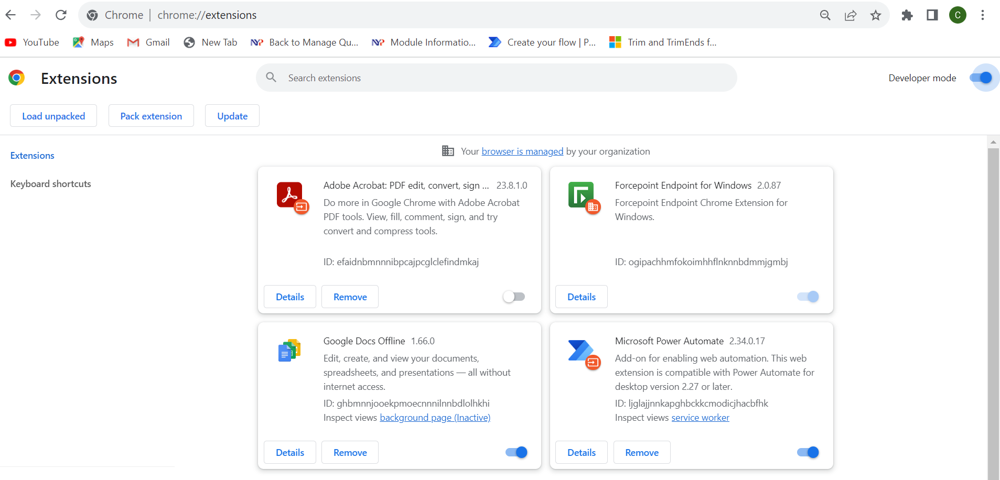 Chrome | chrome://extensions
C
YouTube Maps Gmail New Tab NYP Back to Manage Qu... NYP Module Informatio... Create your flow | P... Trim and TrimEnds f...
Extensions
Search extensions
Developer mode
Load unpacked Pack extension Update
Extensions
Keyboard shortcuts
Your browser is managed by your organization
Adobe Acrobat: PDF edit, convert, sign ... 23.8.1.0
Do more in Google Chrome with Adobe Acrobat
PDF tools. View, fill, comment, sign, and try
convert and compress tools.
ID: efaidnbmnnnibpcajpcglclefindmkaj
Details Remove
Forcepoint Endpoint for Windows 2.0.87
Forcepoint Endpoint Chrome Extension for
Windows.
ID: ogipachhmfokoimhhflnknnbdmmjgmbj
Details
Google Docs Offline 1.66.0
Edit, create, and view your documents,
spreadsheets, and presentations — all without
internet access.
ID: ghbmnnjooekpmoecnnnilnnbdlolhkhi
Inspect views background page (Inactive)
Details Remove
Microsoft Power Automate 2.34.0.17
Add-on for enabling web automation. This web
extension is compatible with Power Automate for
desktop version 2.27 or later.
ID: ljglajjnnkapghbckkcmodicjhacbfhk
Inspect views service worker
Details Remove